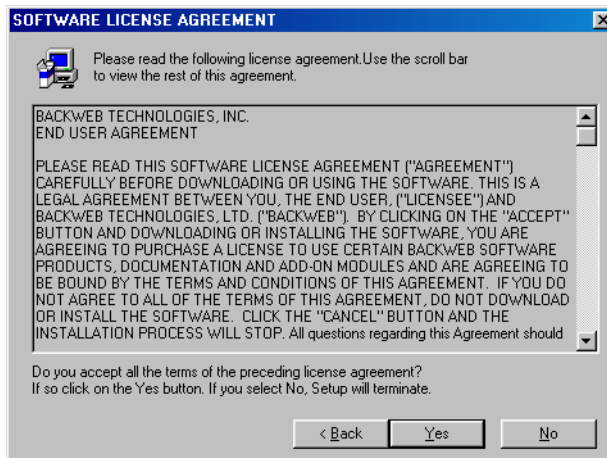 SOFTWARE LICENSE AGREEMENT
Please read the following license agreement.Use the scroll bar
to view the rest of this agreement.
BACKWEB TECHNOLOGIES, INC.
END USER AGREEMENT
PLEASE READ THIS SOFTWARE LICENSE AGREEMENT ("AGREEMENT")
CAREFULLY BEFORE DOWNLOADING OR USING THE SOFTWARE. THIS IS A
LEGAL AGREEMENT BETWEEN YOU, THE END USER, ("LICENSEE") AND
BACKWEB TECHNOLOGIES, LTD. ("BACKWEB").  BY CLICKING ON THE "ACCEPT"
BUTTON AND DOWNLOADING OR INSTALLING THE SOFTWARE, YOU ARE
AGREEING TO PURCHASE A LICENSE TO USE CERTAIN BACKWEB SOFTWARE
PRODUCTS, DOCUMENTATION AND ADD-ON MODULES AND ARE AGREEING TO
BE BOUND BY THE TERMS AND CONDITIONS OF THIS AGREEMENT.  IF YOU DO
NOT AGREE TO ALL OF THE TERMS OF THIS AGREEMENT, DO NOT DOWNLOAD
OR INSTALL THE SOFTWARE.  CLICK THE "CANCEL" BUTTON AND THE
INSTALLATION PROCESS WILL STOP. All questions regarding this Agreement should
Do you accept all the terms of the preceding license agreement?
If so click on the Yes button. If you select No, Setup will terminate.
< Back
Yes
No